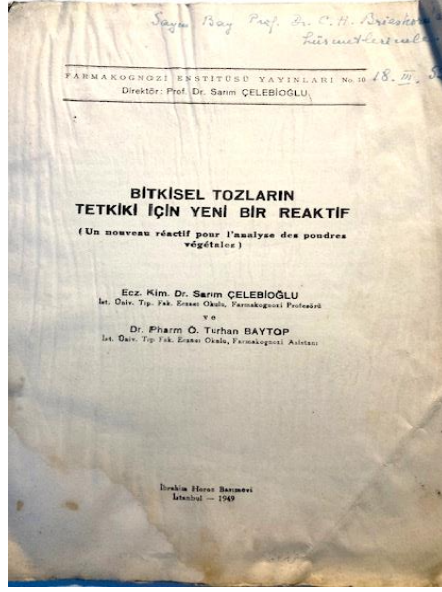 Sayın Bay Prof. Dr. C. H. Brieskorn
hürmetlerimle
18. III.
FARMAKOGNOZİ ENSTİTÜSÜ YAYINLARI No. 10
Direktör: Prof. Dr. Sarım ÇELEBİOĞLU
BİTKİSEL TOZLARIN
TETKİKİ İÇİN YENİ BİR REAKTİF
(Un nouveau réactif pour l'analyse des poudres
végétales)
Ecz. Kim. Dr. Sarım ÇELEBİOĞLU
İst. Üniv. Tıp. Fak. Eczacı Okulu, Farmakognozi Profesörü
ve
Dr. Pharm O. Turhan BAYTOP
İst. Üniv. Tıp Fak. Eczacı Okulu, Farmakognozi Asistanı
İbrahim Horoz Basımevi
İstanbul — 1949